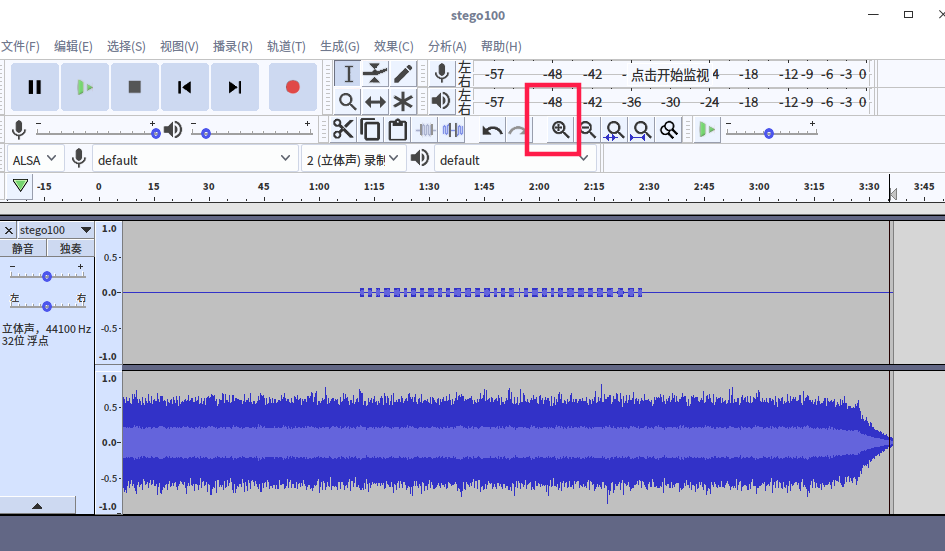 stego100
文件(F) 编辑(E) 选择(S) 视图(V) 播录(R) 轨道(T) 生成(G) 效果(C) 分析(A) 帮助(H)
左 -57 -48 -42 - 点击开始监视 4 -18 -12 -9 -6 -3 0
右
左 -57 -48 -42 -36 -30 -24 -18 -12 -9 -6 -3 0
右
- + - +
- +
ALSA default 2 (立体声) 录制 default
-15 0 15 30 45 1:00 1:15 1:30 1:45 2:00 2:15 2:30 2:45 3:00 3:15 3:30 3:45
× stego100
静音 独奏
- +
左 右
立体声, 44100 Hz
32位 浮点
1.0
0.5-
0.0-
-0.5-
-1.0
1.0
0.5-
0.0-
-0.5-
-1.0